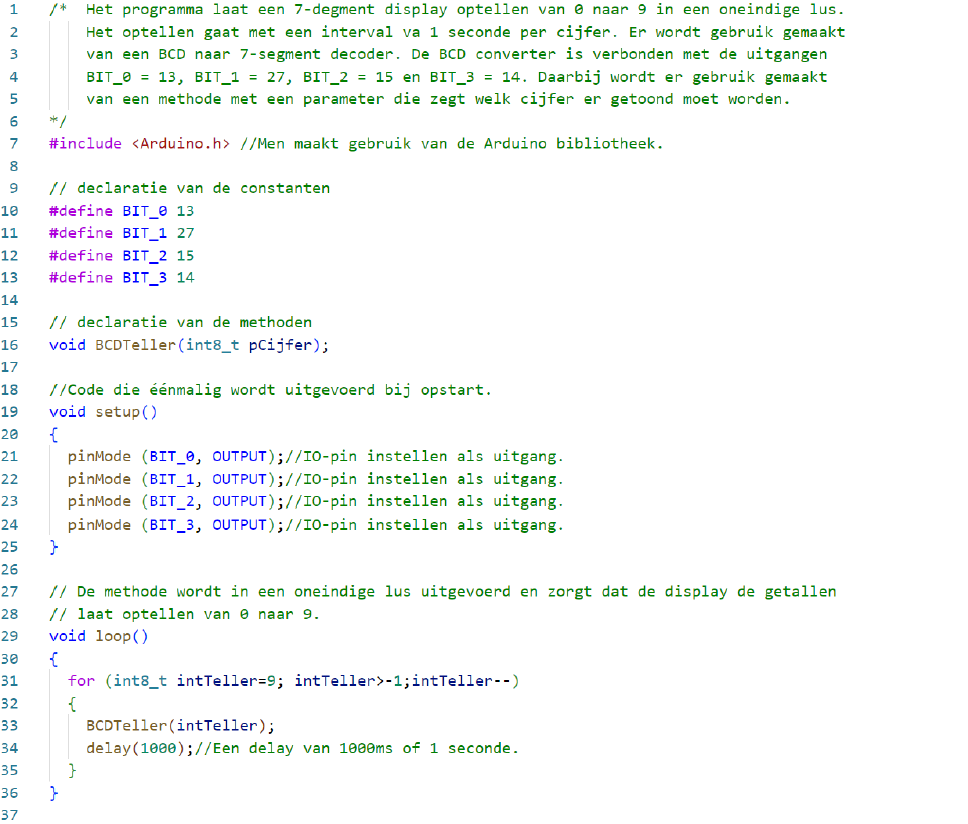 1 /* Het programma laat een 7-degment display optellen van 0 naar 9 in een oneindige lus.
2 Het optellen gaat met een interval va 1 seconde per cijfer. Er wordt gebruik gemaakt
3 van een BCD naar 7-segment decoder. De BCD converter is verbonden met de uitgangen
4 BIT_0 = 13, BIT_1 = 27, BIT_2 = 15 en BIT_3 = 14. Daarbij wordt er gebruik gemaakt
5 van een methode met een parameter die zegt welk cijfer er getoond moet worden.
6 */
7 #include <Arduino.h> //Men maakt gebruik van de Arduino bibliotheek.
8
9 // declaratie van de constanten
10 #define BIT_0 13
11 #define BIT_1 27
12 #define BIT_2 15
13 #define BIT_3 14
14
15 // declaratie van de methoden
16 void BCDTeller(int8_t pCijfer);
17
18 //Code die éénmalig wordt uitgevoerd bij opstart.
19 void setup()
20 {
21 pinMode (BIT_0, OUTPUT);//IO-pin instellen als uitgang.
22 pinMode (BIT_1, OUTPUT);//IO-pin instellen als uitgang.
23 pinMode (BIT_2, OUTPUT);//IO-pin instellen als uitgang.
24 pinMode (BIT_3, OUTPUT);//IO-pin instellen als uitgang.
25 }
26
27 // De methode wordt in een oneindige lus uitgevoerd en zorgt dat de display de getallen
28 // laat optellen van 0 naar 9.
29 void loop()
30 {
31 for (int8_t intTeller=9; intTeller>-1;intTeller--)
32 {
33 BCDTeller(intTeller);
34 delay(1000);//Een delay van 1000ms of 1 seconde.
35 }
36 }
37